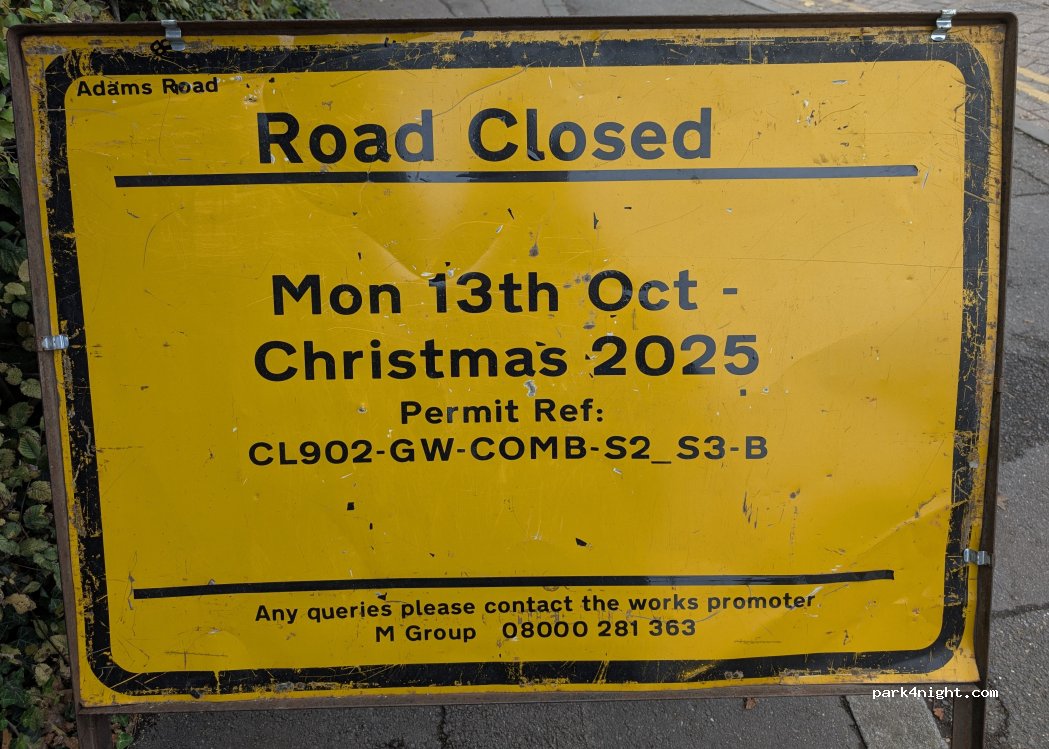 Adams Road
Road Closed
Mon 13th Oct -
Christmas 2025
Permit Ref:
CL902-GW-COMB-S2_S3-B
Any queries please contact the works promoter
M Group 08000 281 363
park4night.com